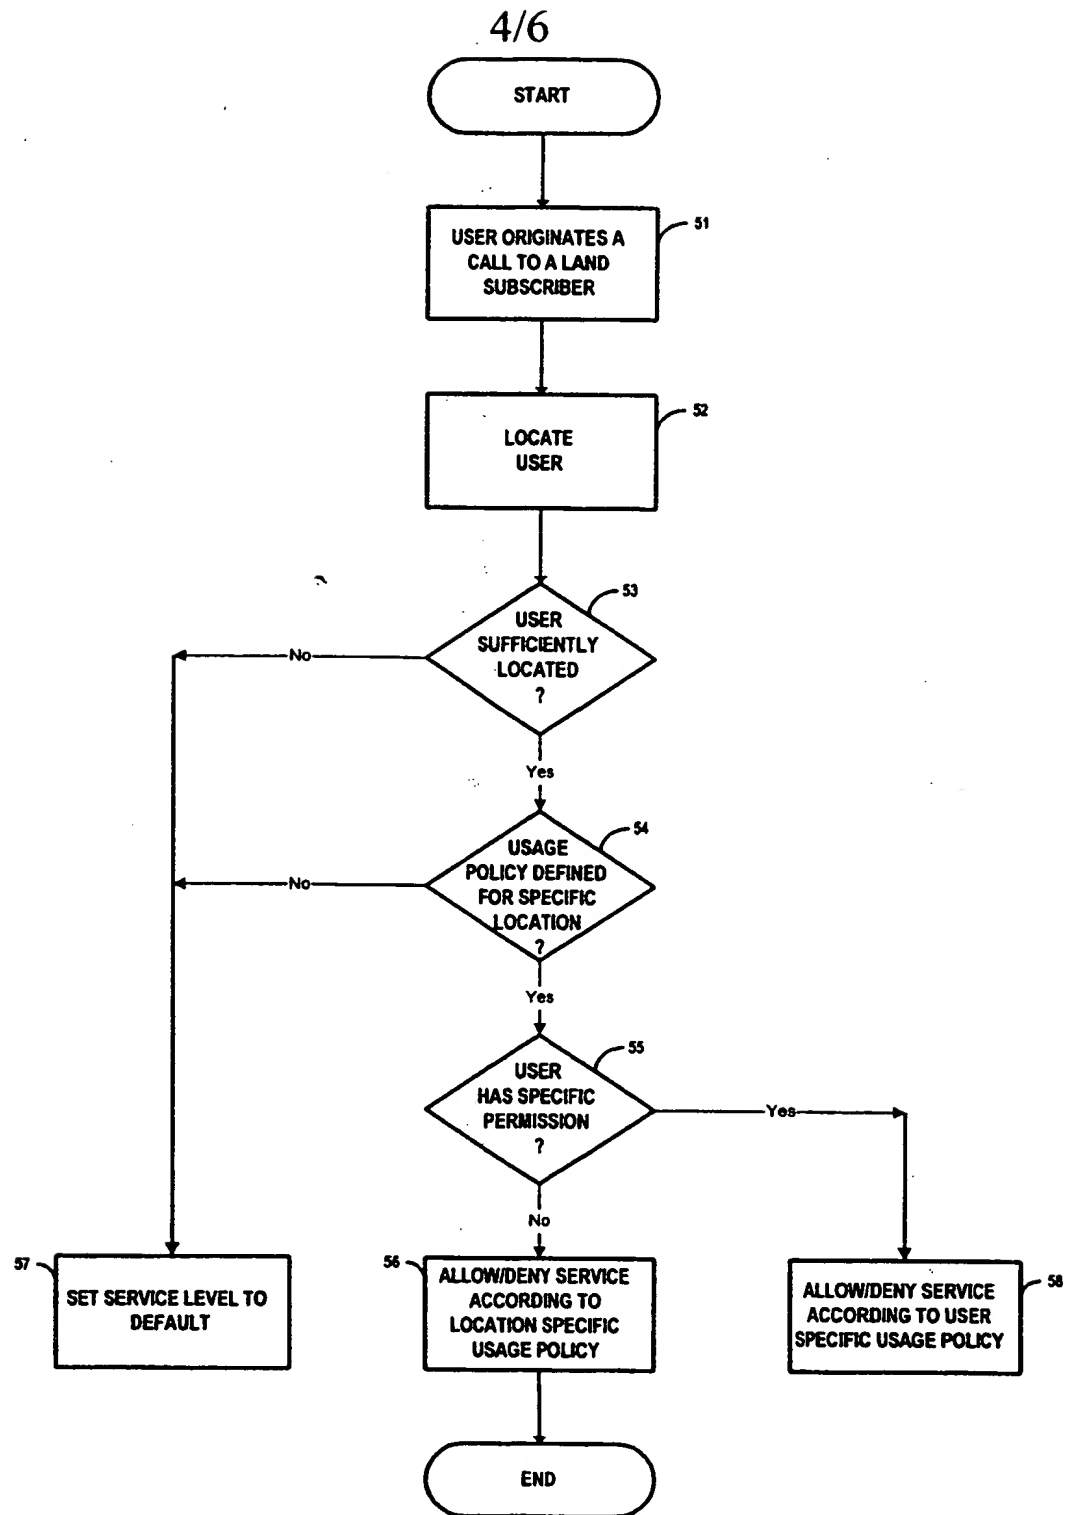 4/6
START
USER ORIGINATES A
CALL TO A LAND
SUBSCRIBER
51
LOCATE
USER
52
USER
SUFFICIENTLY
LOCATED
?
53
No
Yes
USAGE
POLICY DEFINED
FOR SPECIFIC
LOCATION
?
54
No
Yes
USER
HAS SPECIFIC
PERMISSION
?
55
Yes
No
57
SET SERVICE LEVEL TO
DEFAULT
56
ALLOW/DENY SERVICE
ACCORDING TO
LOCATION SPECIFIC
USAGE POLICY
58
ALLOW/DENY SERVICE
ACCORDING TO USER
SPECIFIC USAGE POLICY
END